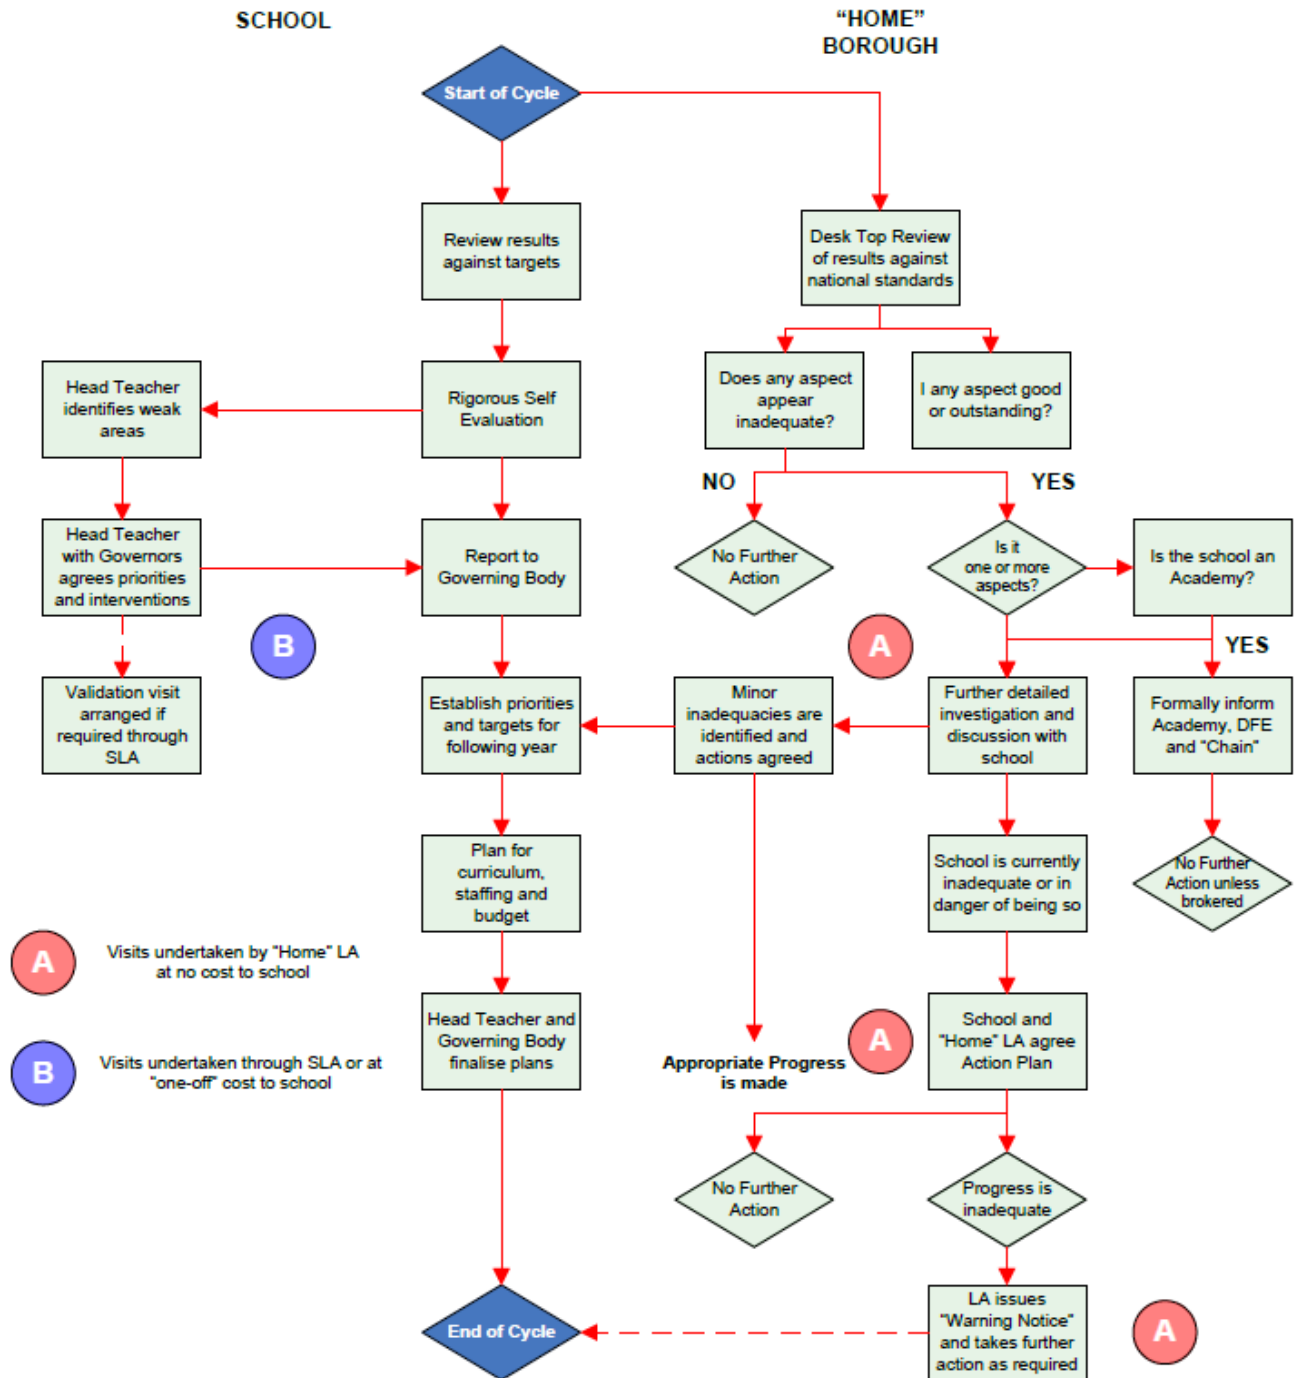 SCHOOL
“HOME”
BOROUGH
Start of Cycle
Review results
against targets
Desk Top Review
of results against
national standards
Head Teacher
identifies weak
areas
Rigorous Self
Evaluation
Does any aspect
appear
inadequate?
I any aspect good
or outstanding?
NO
YES
Head Teacher
with Governors
agrees priorities
and interventions
Report to
Governing Body
No Further
Action
Is it
one or more
aspects?
Is the school an
Academy?
B
A
YES
Validation visit
arranged if
required through
SLA
Establish priorities
and targets for
following year
Minor
inadequacies are
identified and
actions agreed
Further detailed
investigation and
discussion with
school
Formally inform
Academy, DFE
and "Chain"
Plan for
curriculum,
staffing and
budget
School is currently
inadequate or in
danger of being so
No Further
Action unless
brokered
A
Visits undertaken by "Home" LA
at no cost to school
Head Teacher and
Governing Body
finalise plans
A
School and
"Home" LA agree
Action Plan
B
Visits undertaken through SLA or at
"one-off" cost to school
Appropriate Progress
is made
No Further
Action
Progress is
inadequate
End of Cycle
LA issues
"Warning Notice"
and takes further
action as required
A